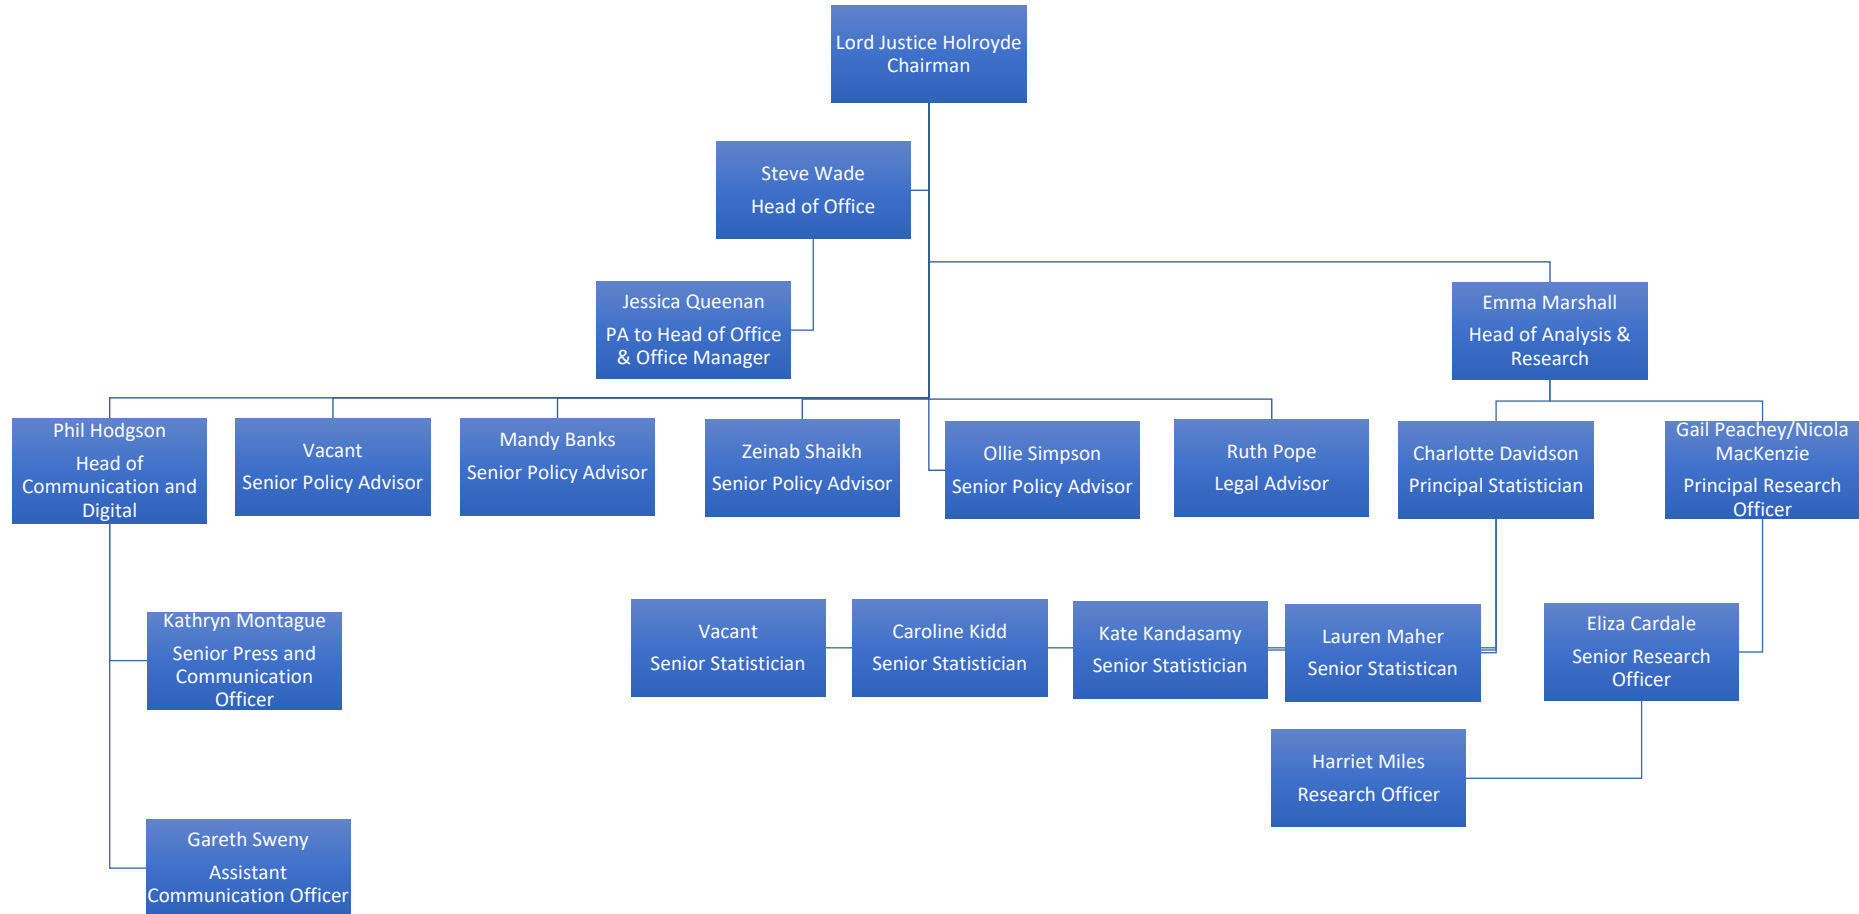 Lord Justice Holroyde
Chairman
Steve Wade
Head of Office
Jessica Queenan
PA to Head of Office
& Office Manager
Emma Marshall
Head of Analysis &
Research
Phil Hodgson
Head of
Communication and
Digital
Vacant
Senior Policy Advisor
Mandy Banks
Senior Policy Advisor
Zeinab Shaikh
Senior Policy Advisor
Ollie Simpson
Senior Policy Advisor
Ruth Pope
Legal Advisor
Charlotte Davidson
Principal Statistician
Gail Peachey/Nicola
MacKenzie
Principal Research
Officer
Kathryn Montague
Senior Press and
Communication
Officer
Vacant
Senior Statistician
Caroline Kidd
Senior Statistician
Kate Kandasamy
Senior Statistician
Lauren Maher
Senior Statistican
Eliza Cardale
Senior Research
Officer
Harriet Miles
Research Officer
Gareth Sweny
Assistant
Communication Officer